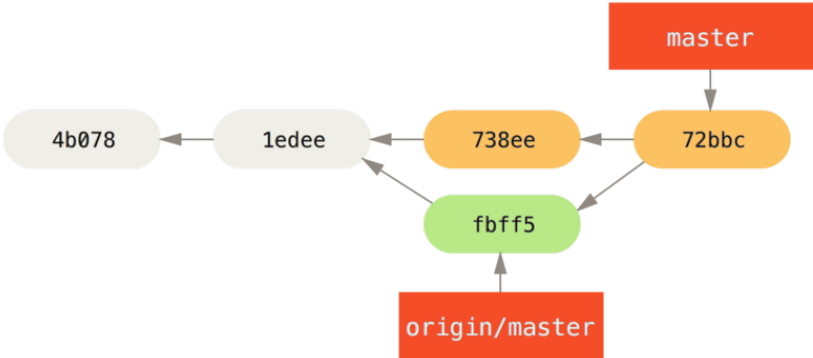 master
4b078
1edee
738ee
72bbc
fbff5
origin/master